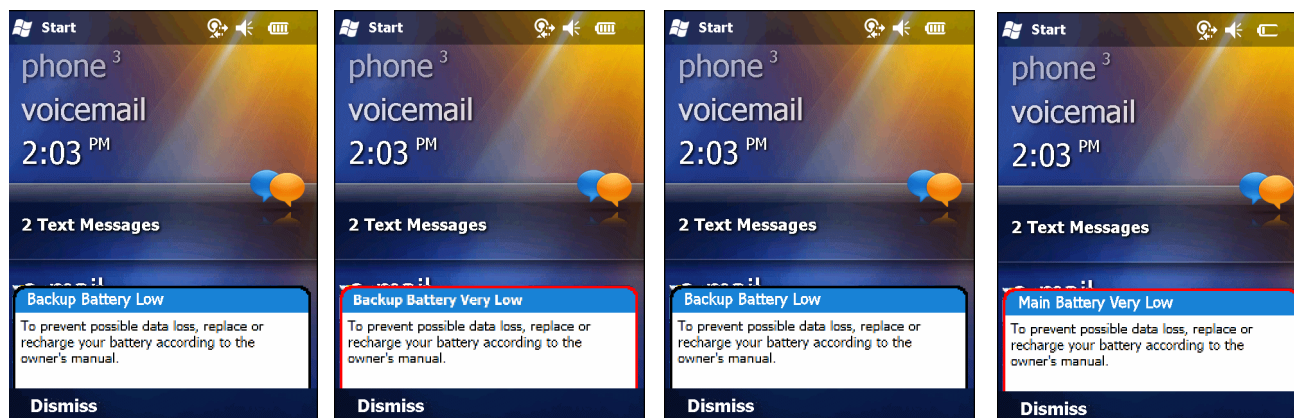 Start
phone 3
voicemail
2:03 PM
2 Text Messages
Backup Battery Low
To prevent possible data loss, replace or
recharge your battery according to the
owner's manual.
Dismiss
Start
phone 3
voicemail
2:03 PM
2 Text Messages
Backup Battery Very Low
To prevent possible data loss, replace or
recharge your battery according to the
owner's manual.
Dismiss
Start
phone 3
voicemail
2:03 PM
2 Text Messages
Backup Battery Low
To prevent possible data loss, replace or
recharge your battery according to the
owner's manual.
Dismiss
Start
phone 3
voicemail
2:03 PM
2 Text Messages
Main Battery Very Low
To prevent possible data loss, replace or
recharge your battery according to the
owner's manual.
Dismiss